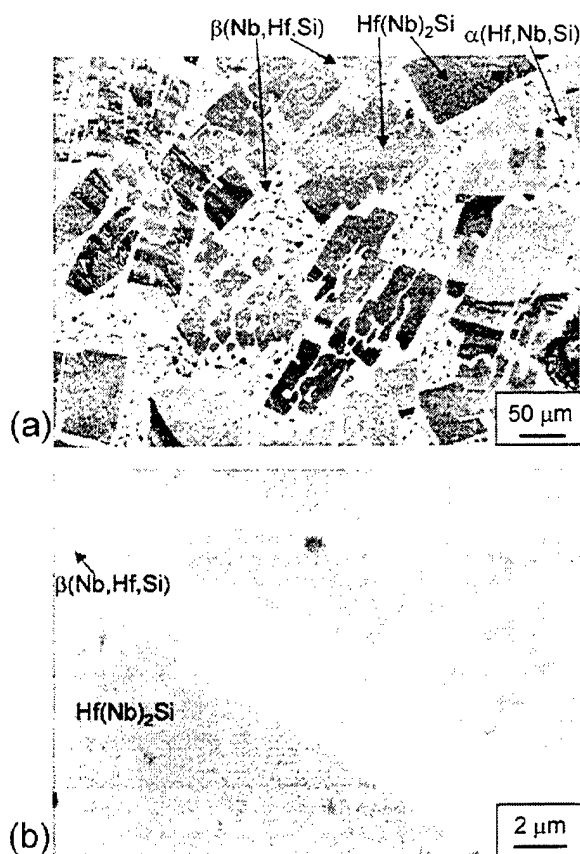 β(Nb,Hf,Si) Hf(Nb)₂Si α(Hf,Nb,Si)
(a)
50 μm
β(Nb,Hf,Si)
Hf(Nb)₂Si
(b)
2 μm